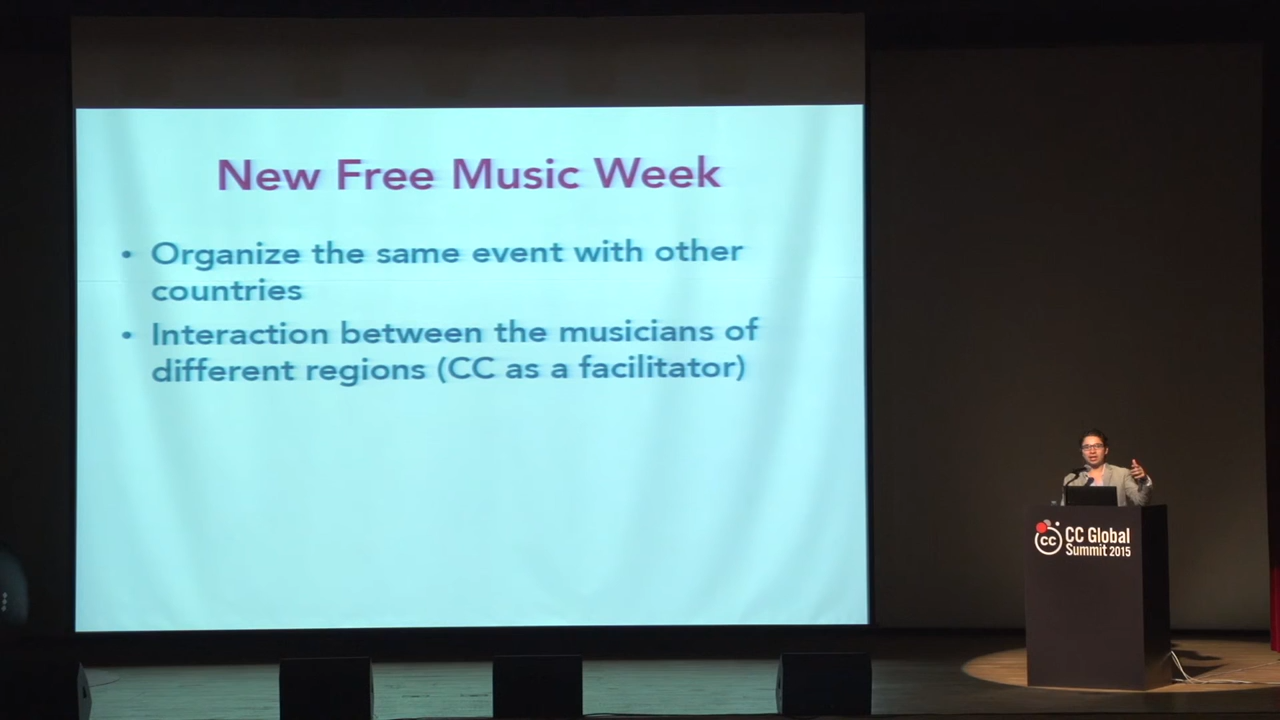 New Free Music Week
• Organize the same event with other
countries
• Interaction between the musicians of
different regions (CC as a facilitator)
CC
CC Global
Summit 2015